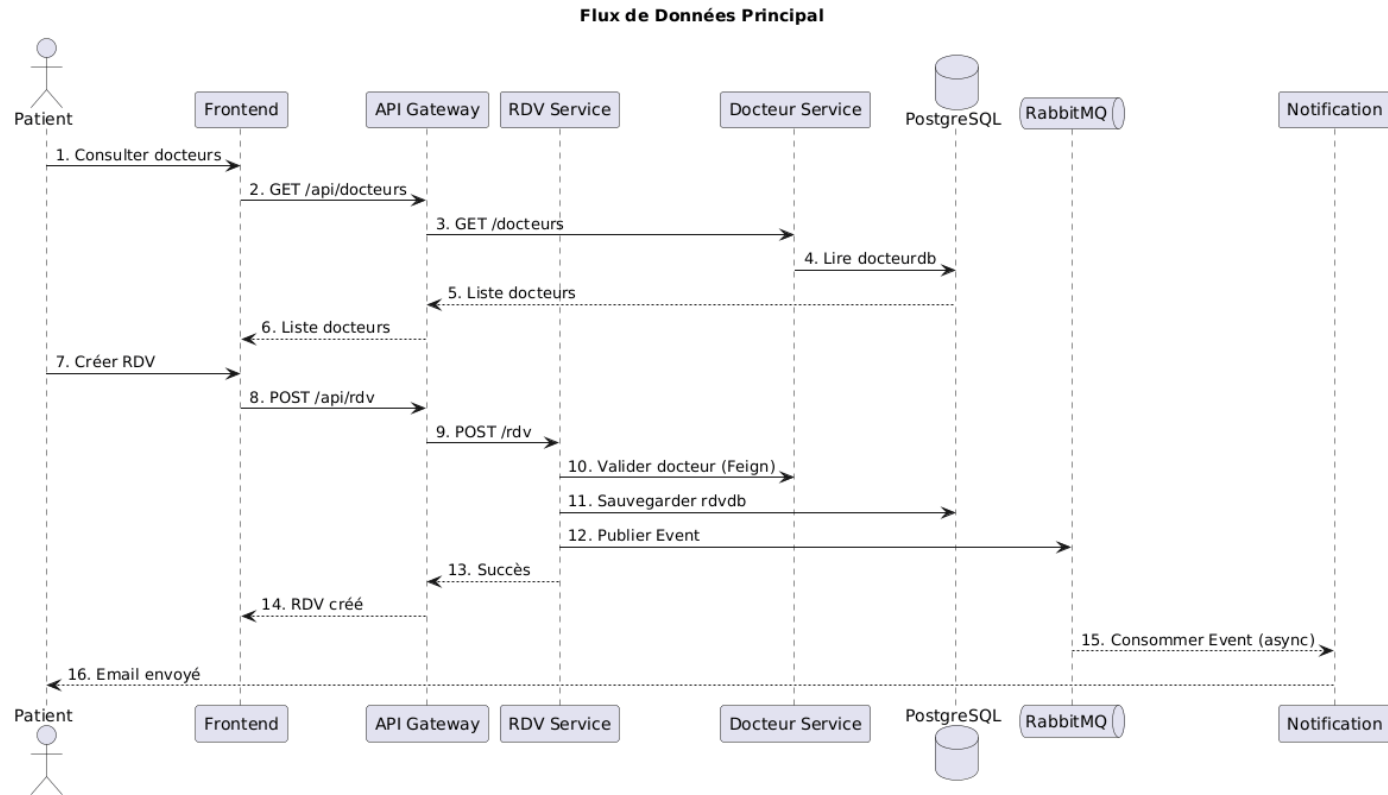 Flux de Données Principal
Patient
Frontend
API Gateway
RDV Service
Docteur Service
PostgreSQL
RabbitMQ
Notification
1. Consulter docteurs
2. GET /api/docteurs
3. GET /docteurs
4. Lire docteurdb
5. Liste docteurs
6. Liste docteurs
7. Créer RDV
8. POST /api/rdv
9. POST /rdv
10. Valider docteur (Feign)
11. Sauvegarder rdvdb
12. Publier Event
13. Succès
14. RDV créé
15. Consommer Event (async)
16. Email envoyé
Patient
Frontend
API Gateway
RDV Service
Docteur Service
PostgreSQL
RabbitMQ
Notification